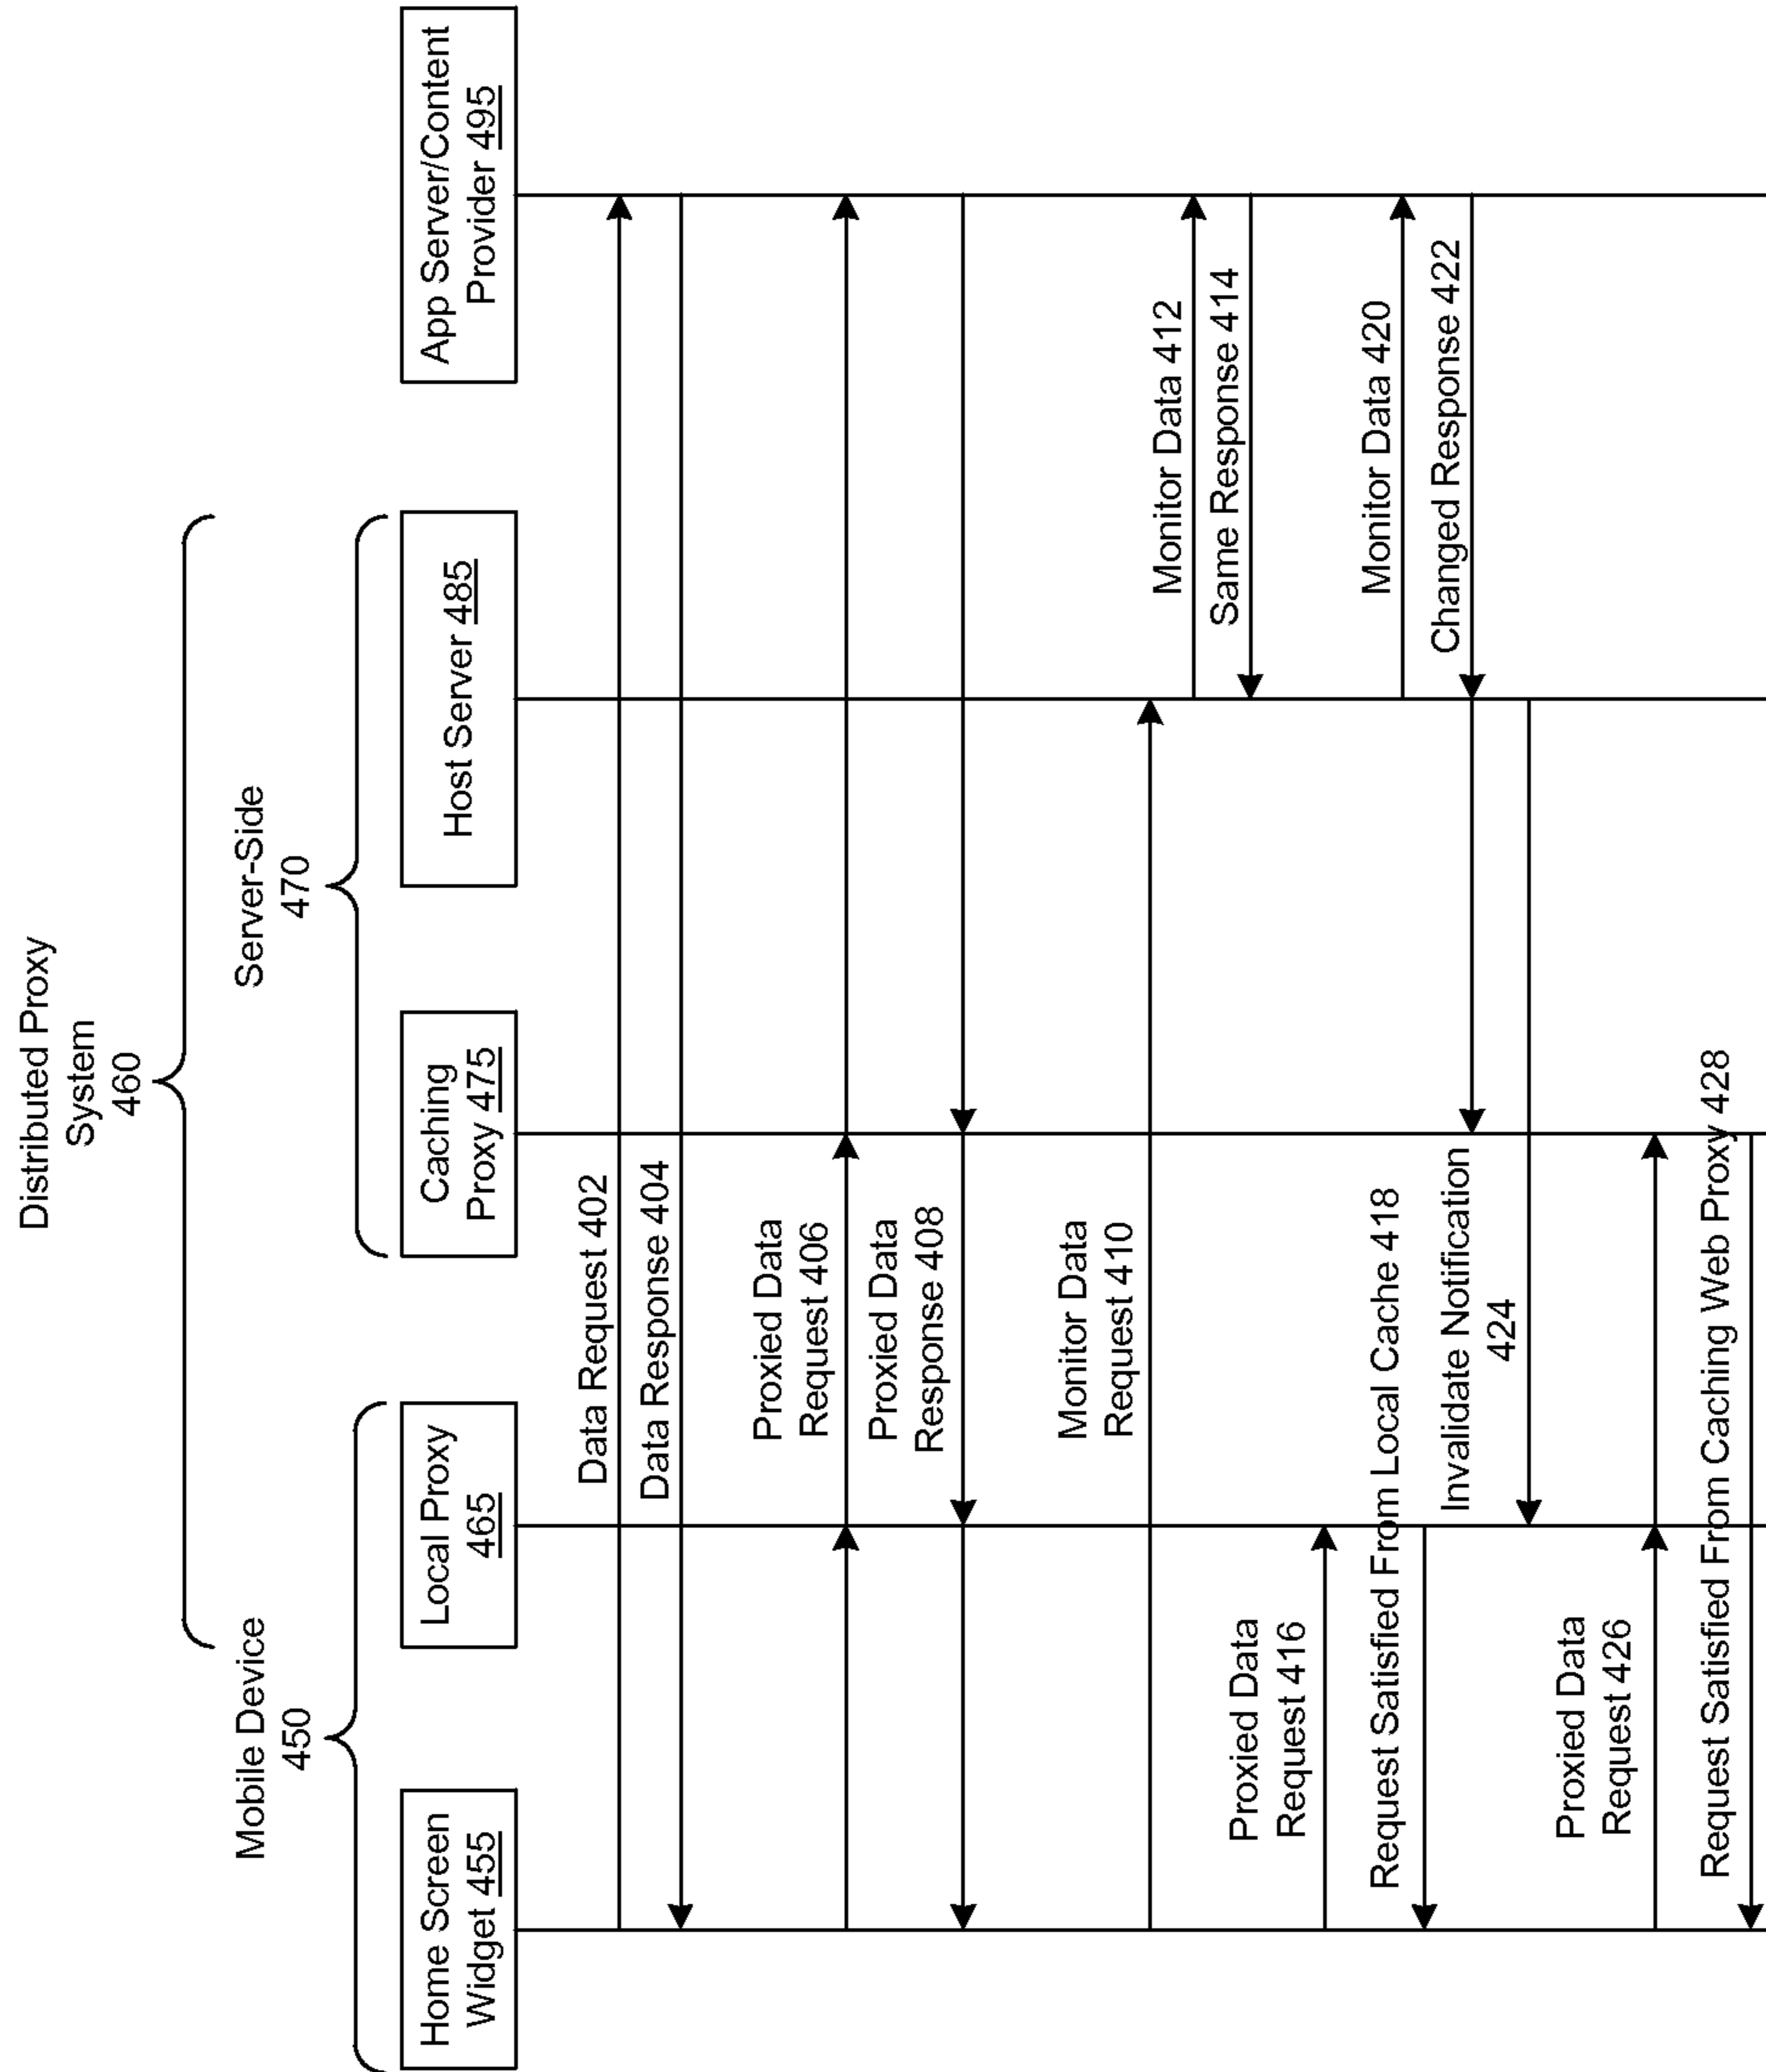 Distributed Proxy
System
460
Mobile Device
450
Server-Side
470
Home Screen
Widget 455
Local Proxy
465
Caching
Proxy 475
Host Server 485
App Server/Content
Provider 495
Data Request 402
Data Response 404
Proxied Data
Request 406
Proxied Data
Response 408
Monitor Data
Request 410
Monitor Data 412
Same Response 414
Proxied Data
Request 416
Request Satisfied From Local Cache 418
Monitor Data 420
Changed Response 422
Invalidate Notification
424
Proxied Data
Request 426
Request Satisfied From Caching Web Proxy 428